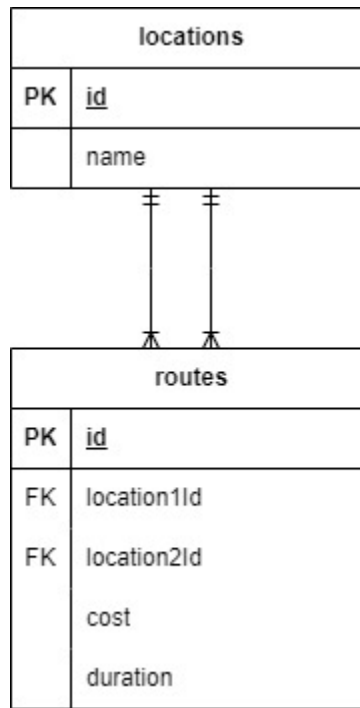 locations
PK id
name
routes
PK id
FK location1Id
FK location2Id
cost
duration